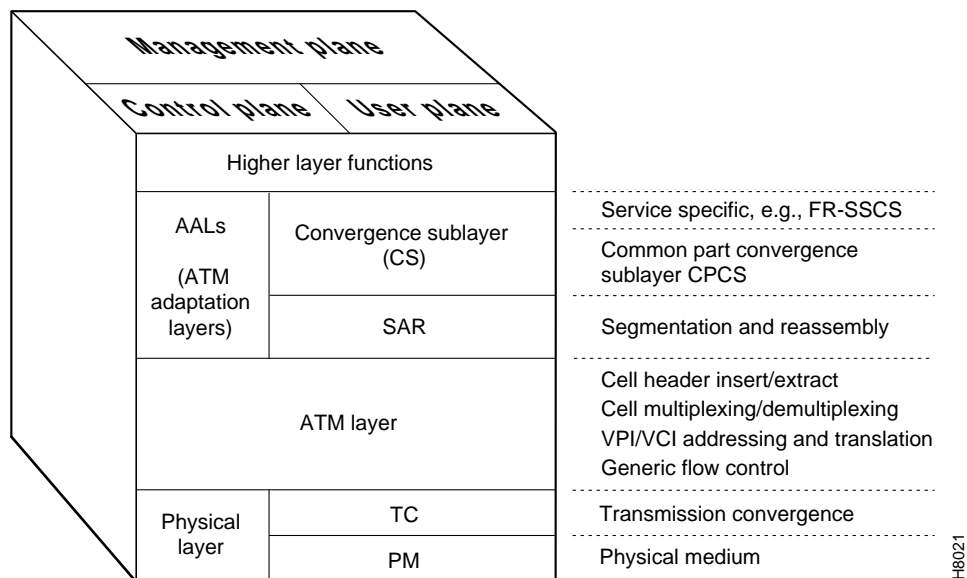 Management plane
Control plane
User plane
Higher layer functions
AALs
(ATM
adaptation
layers)
Convergence sublayer
(CS)
SAR
Service specific, e.g., FR-SSCS
Common part convergence
sublayer CPCS
Segmentation and reassembly
ATM layer
Cell header insert/extract
Cell multiplexing/demultiplexing
VPI/VCI addressing and translation
Generic flow control
Physical
layer
TC
PM
Transmission convergence
Physical medium
H8021